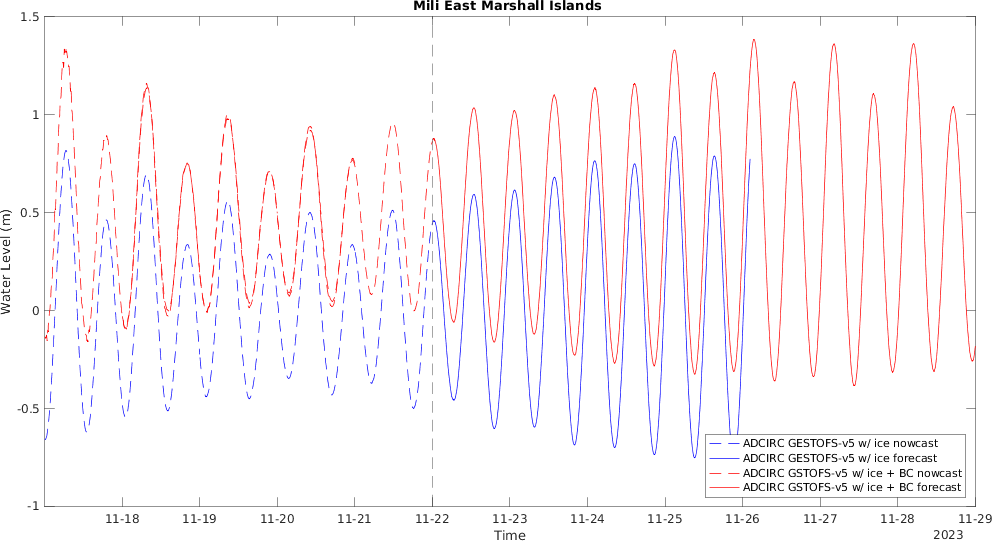 Mili East Marshall Islands
Water Level (m)
1.5
1
0.5
0
-0.5
-1
11-18 11-19 11-20 11-21 11-22 11-23 11-24 11-25 11-26 11-27 11-28 11-29
Time
2023
ADCIRC GESTOFS-v5 w/ ice nowcast
ADCIRC GESTOFS-v5 w/ ice forecast
ADCIRC GSTOFS-v5 w/ ice + BC nowcast
ADCIRC GSTOFS-v5 w/ ice + BC forecast